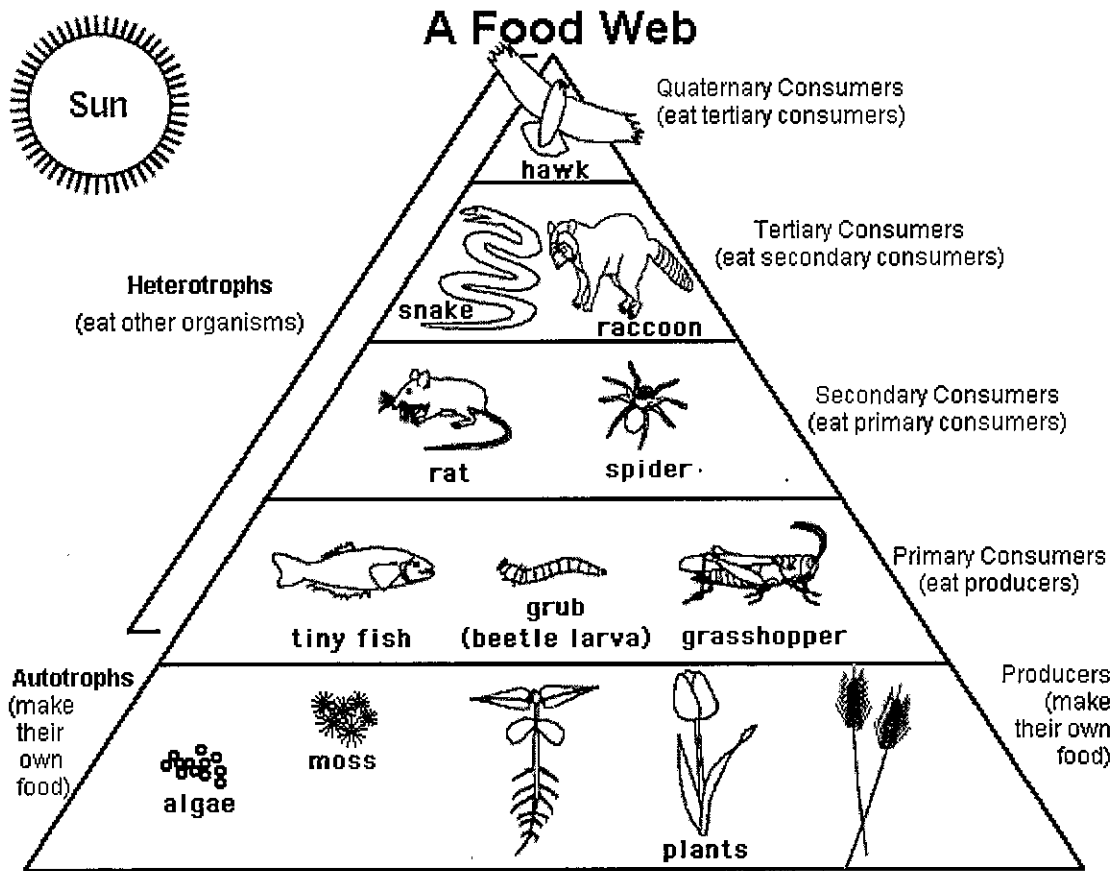 A Food Web
Sun
Quaternary Consumers
(eat tertiary consumers)
hawk
Tertiary Consumers
(eat secondary consumers)
Heterotrophs
(eat other organisms)
snake
raccoon
Secondary Consumers
(eat primary consumers)
rat
spider
Primary Consumers
(eat producers)
tiny fish
grub
(beetle larva)
grasshopper
Autotrophs
(make
their
own
food)
Producers
(make
their own
food)
moss
algae
plants